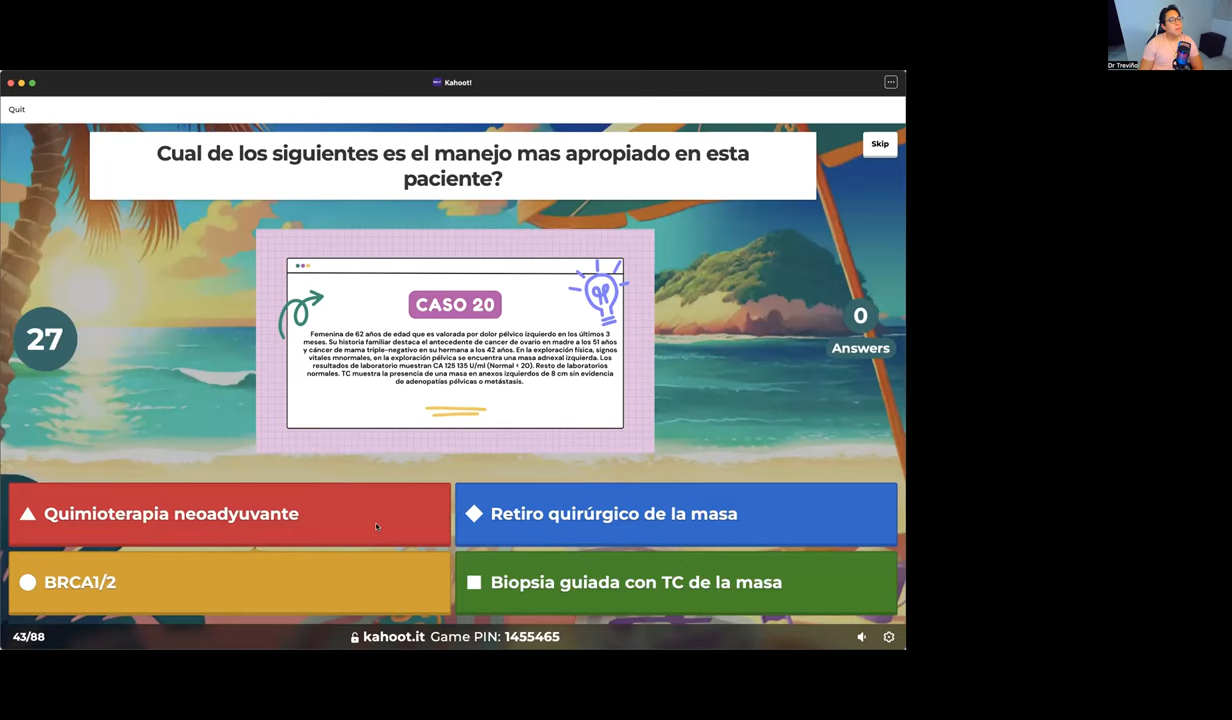 Dr Treviño
Kahoot!
Quit
Cual de los siguientes es el manejo mas apropiado en esta
paciente?
Skip
CASO 20
Femenina de 62 años de edad que es valorada por dolor pélvico izquierdo en los últimos 3
meses. Su historia familiar destaca el antecedente de cancer de ovario en madre a los 51 años
y cáncer de mama triple-negativo en su hermana a los 42 años. En la exploración física, signos
vitales mnormales, en la exploración pélvica se encuentra una masa adnexal izquierda. Los
resultados de laboratorio muestran CA 125 135 U/ml (Normal < 20). Resto de laboratorios
normales. TC muestra la presencia de una masa en anexos izquierdos de 8 cm sin evidencia
de adenopatías pélvicas o metástasis.
27
0
Answers
Quimioterapia neoadyuvante
Retiro quirúrgico de la masa
BRCA1/2
Biopsia guiada con TC de la masa
43/88
kahoot.it Game PIN: 1455465